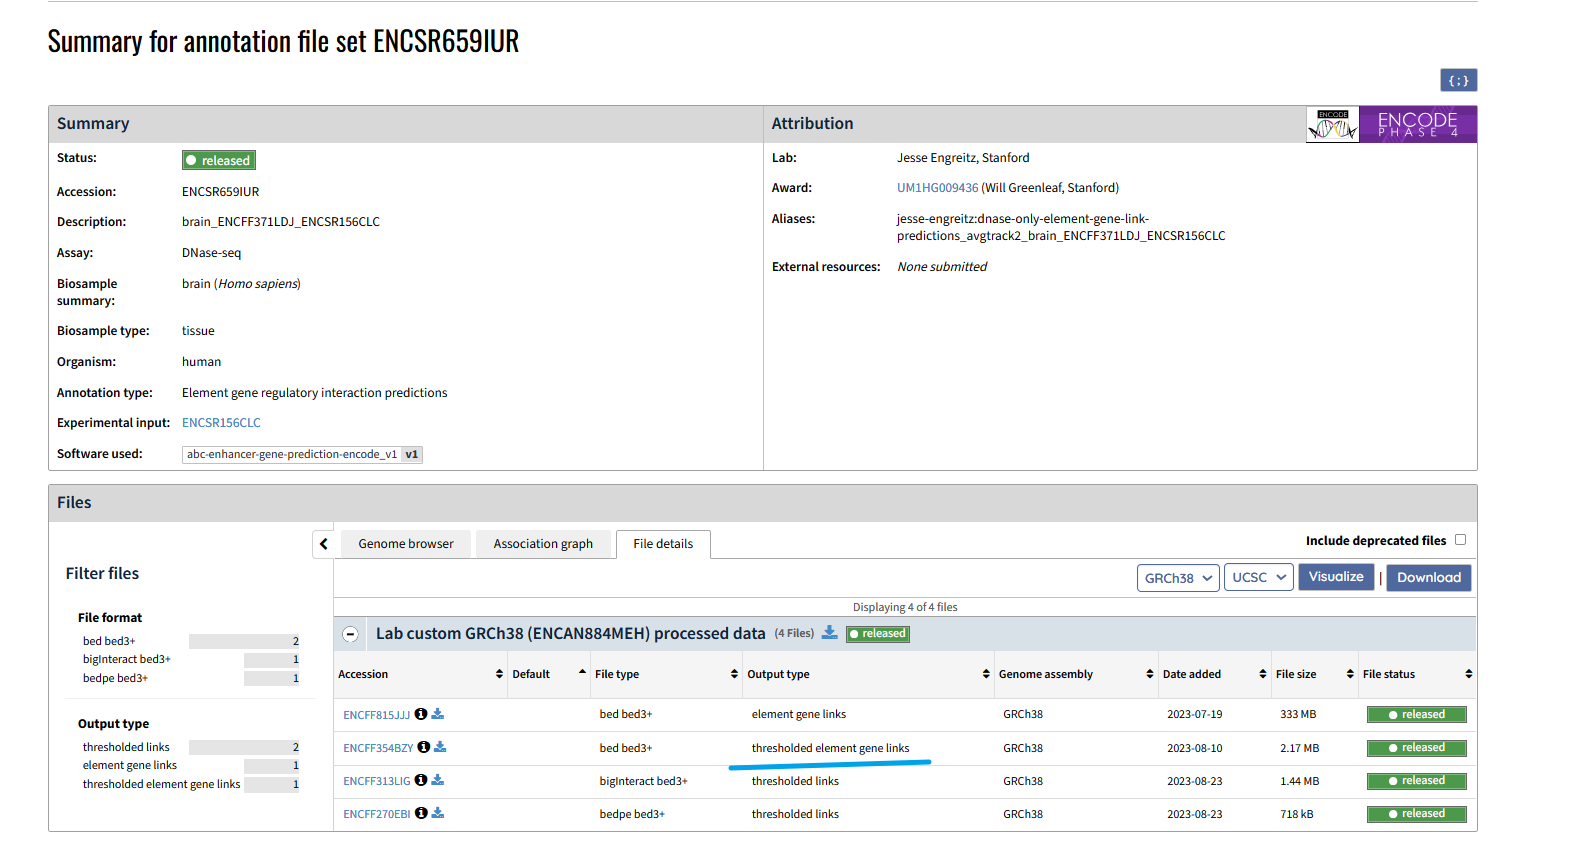 Summary for annotation file set ENCSR659IUR
{;}
Summary
Status: released
Accession: ENCSR659IUR
Description: brain_ENCFF371LDJ_ENCSR156CLC
Assay: DNase-seq
Biosample summary: brain (Homo sapiens)
Biosample type: tissue
Organism: human
Annotation type: Element gene regulatory interaction predictions
Experimental input: ENCSR156CLC
Software used: abc-enhancer-gene-prediction-encode_v1 v1
Attribution
ENCODE
ENCODE
PHASE 4
Lab: Jesse Engreitz, Stanford
Award: UM1HG009436 (Will Greenleaf, Stanford)
Aliases: jesse-engreitz:dnase-only-element-gene-link-
predictions_avgtrack2_brain_ENCFF371LDJ_ENCSR156CLC
External resources: None submitted
Files
Genome browser Association graph File details
Include deprecated files
Filter files
File format
bed bed3+ 2
bigInteract bed3+ 1
bedpe bed3+ 1
Output type
thresholded links 2
element gene links 1
thresholded element gene links 1
GRCh38 UCSC Visualize | Download
Displaying 4 of 4 files
Lab custom GRCh38 (ENCAN884MEH) processed data (4 Files) released
Accession Default File type Output type Genome assembly Date added File size File status
ENCFF815JJJ bed bed3+ element gene links GRCh38 2023-07-19 333 MB released
ENCFF354BZY bed bed3+ thresholded element gene links GRCh38 2023-08-10 2.17 MB released
ENCFF313LIG bigInteract bed3+ thresholded links GRCh38 2023-08-23 1.44 MB released
ENCFF270EBI bedpe bed3+ thresholded links GRCh38 2023-08-23 718 kB released